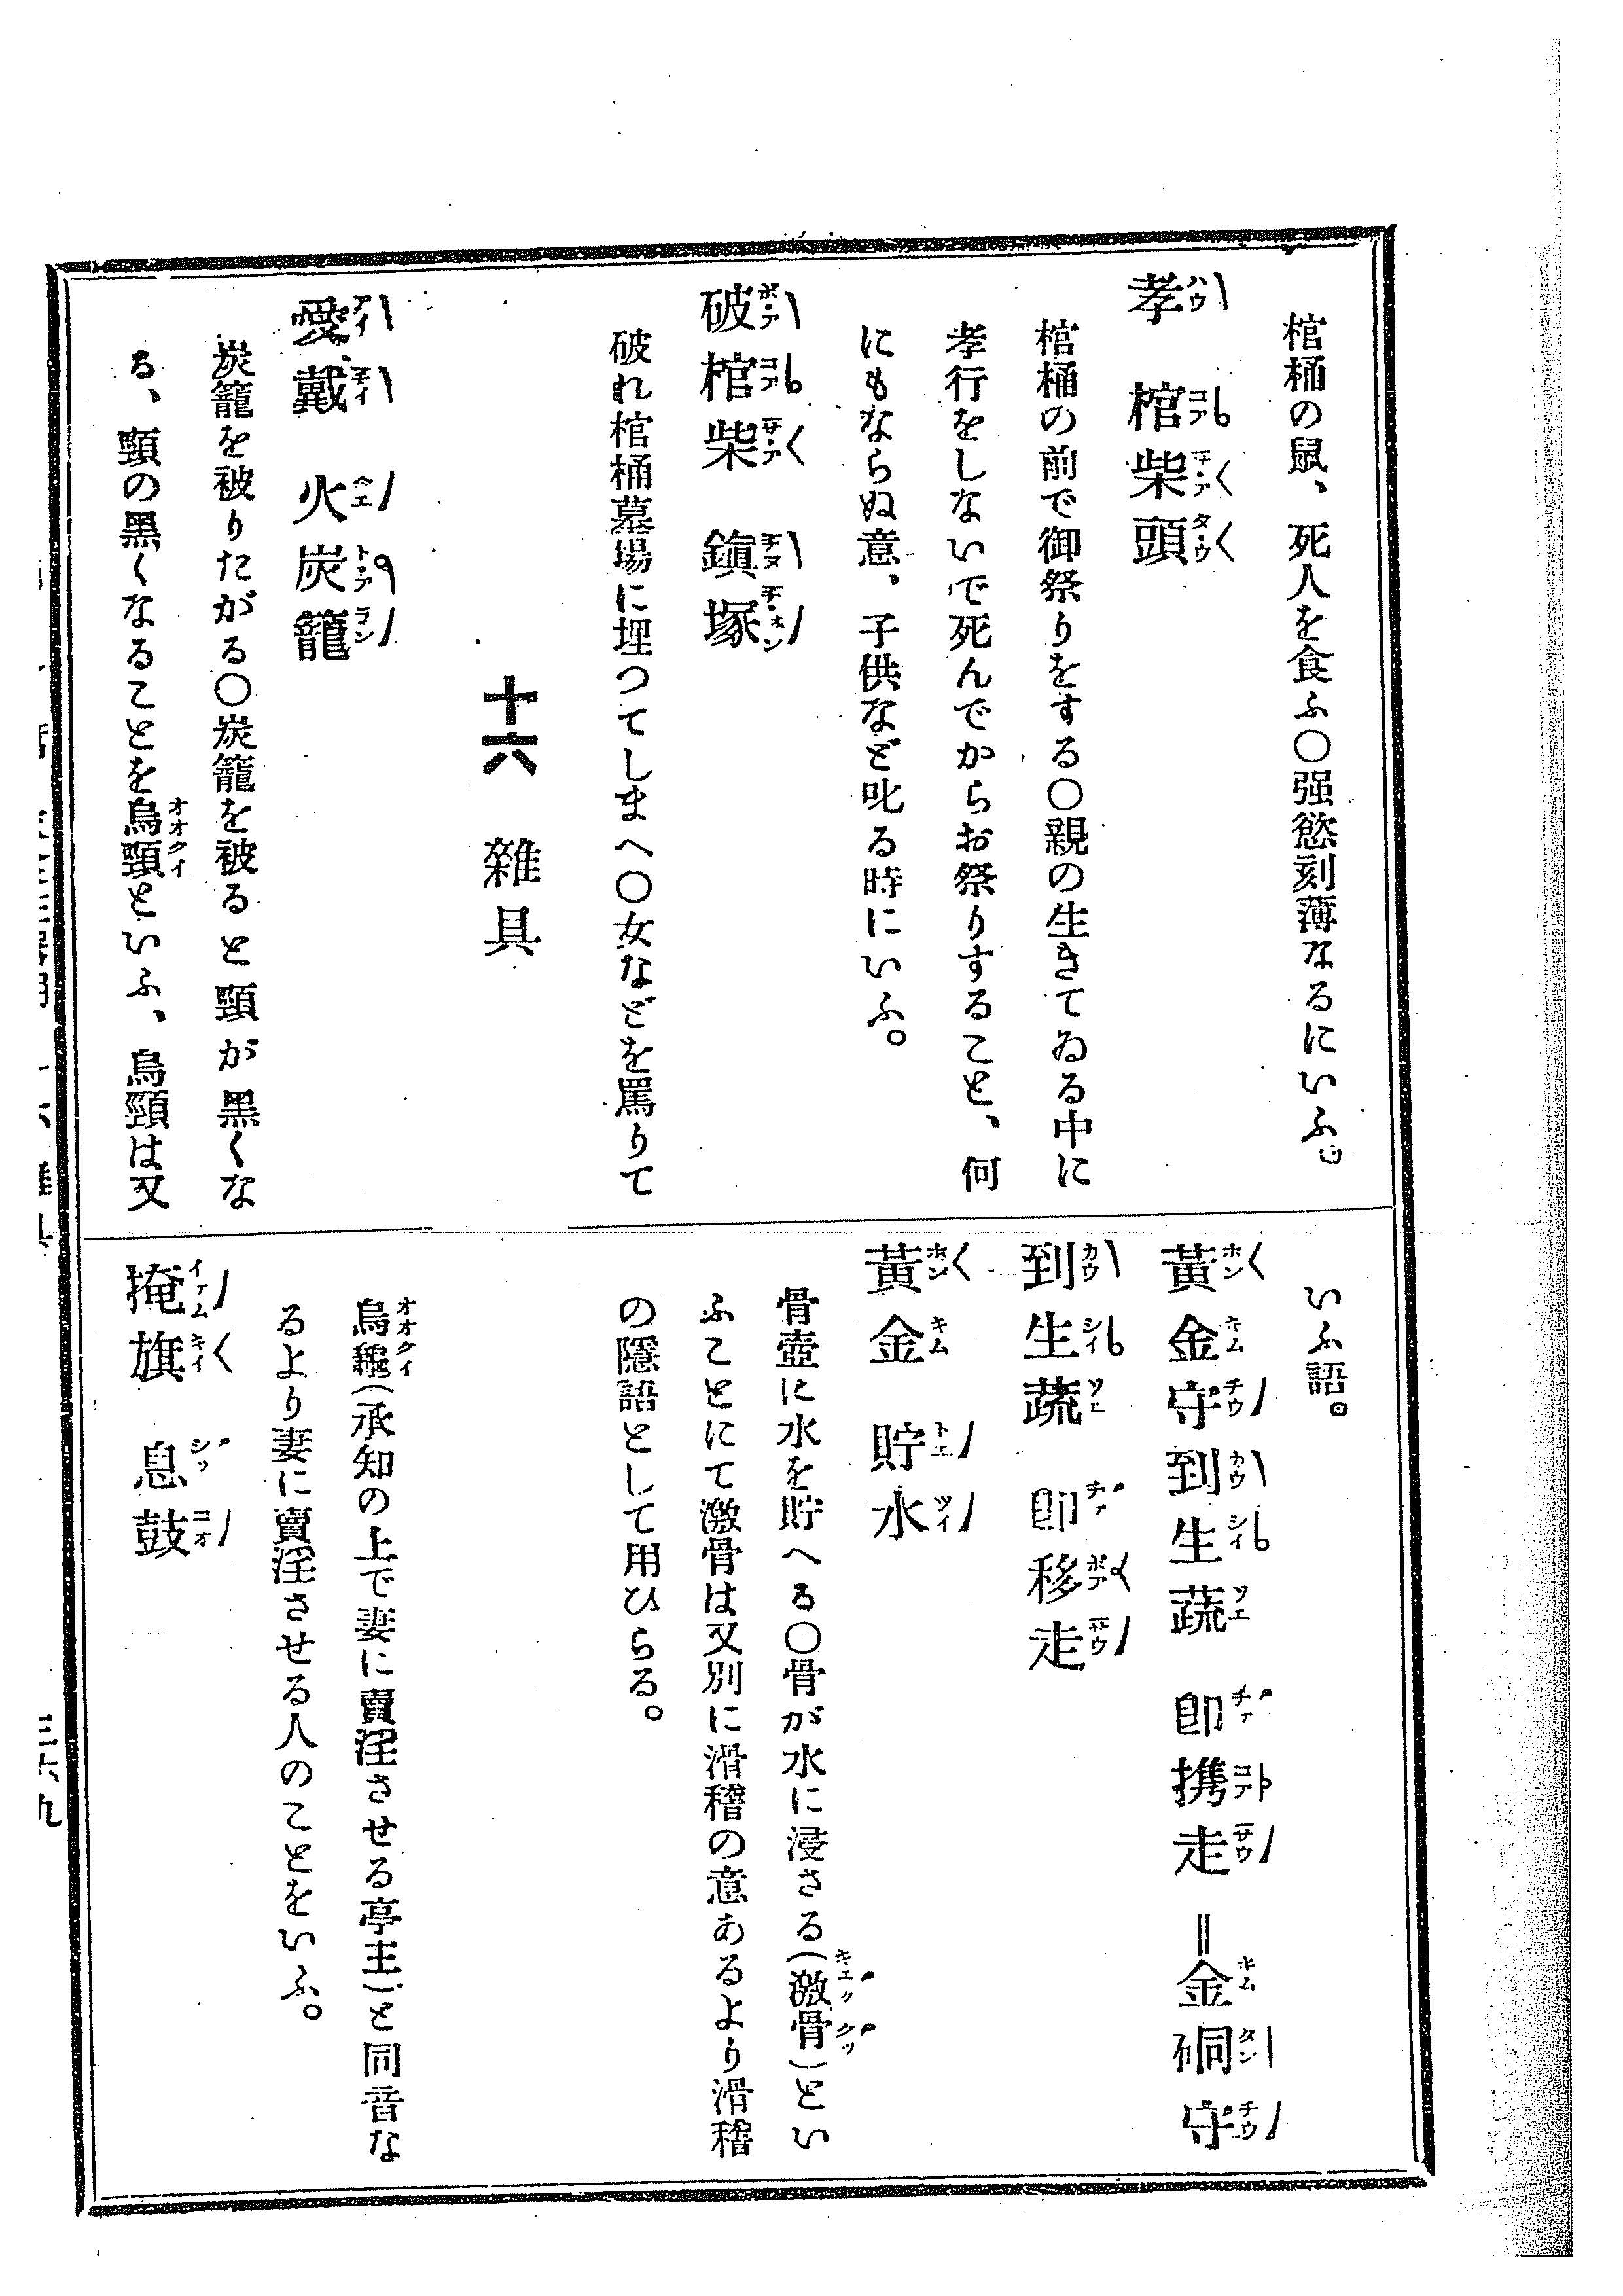 棺桶の鼠、死人を食ふ〇强慾刻薄なるにいふ。
孝 棺柴頭
棺桶の前で御祭りをする〇親の生きてゐる中に
孝行をしないで死んでからお祭りすること、何
にもならぬ意、子供など叱る時にいふ。
破棺柴 鎭塚
破れ棺桶墓場に埋つてしまへ〇女などを罵りて
いふ語。
黃金守到生蔬 卽携走 ‖金硐守
到生蔬 卽移走
黃金 貯水
骨壺に水を貯へる〇骨が水に浸さる(激骨)とい
ふことにて激骨は又別に滑稽の意あるより滑稽
の隱語として用ひらる。
十六 雜具
愛戴 火炭籠
炭籠を被りたがる〇炭籠を被ると頸が黑くな
る、頸の黑くなることを烏頸といふ、烏頸は又
烏龜(承知の上で妻に賣淫させる亭主)と同音な
るより妻に賣淫させる人のことをいふ。
掩旗 息鼓
三六九